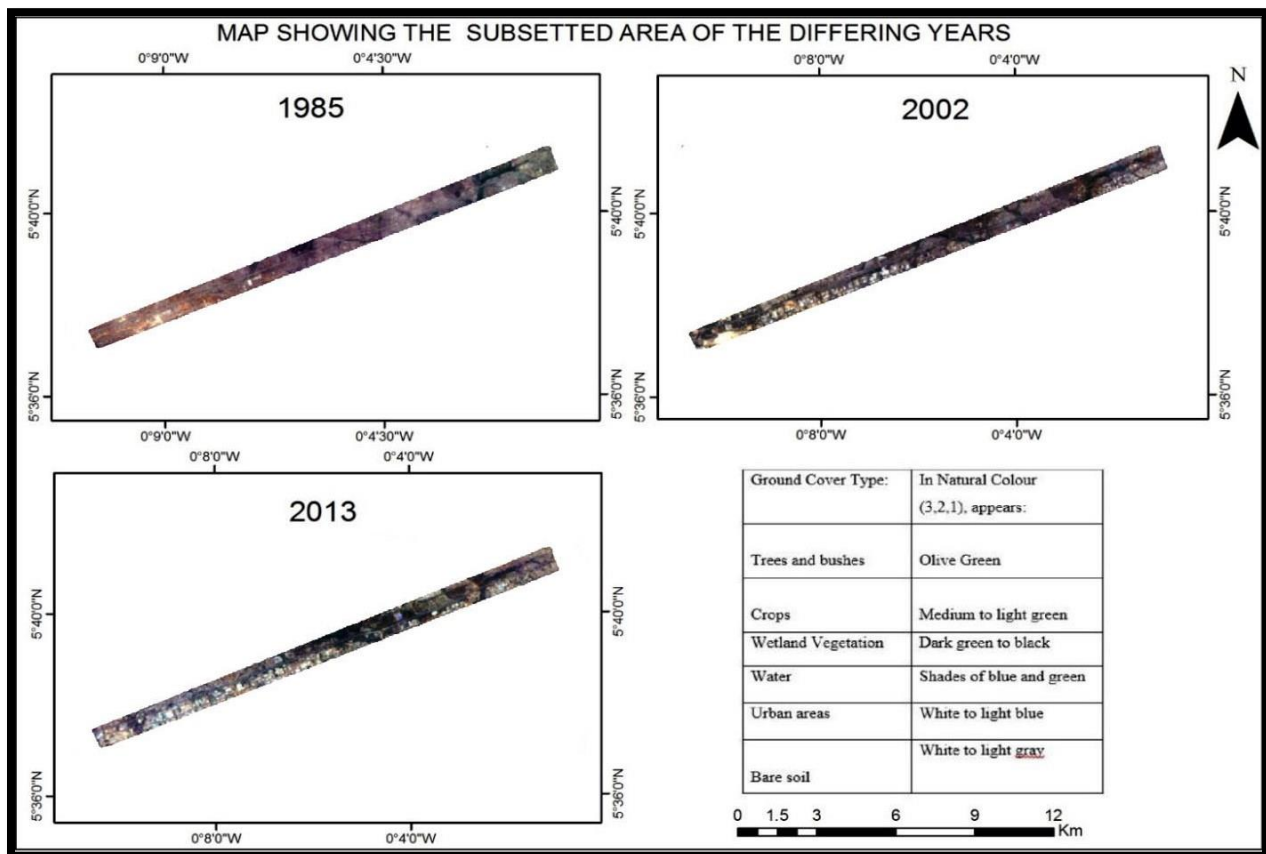 MAP SHOWING THE SUBSETTED AREA OF THE DIFFERING YEARS
0°9'0"W 0°4'30"W
1985
5°40'0"N 5°40'0"N
5°36'0"N 5°36'0"N
0°9'0"W 0°4'30"W
0°8'0"W 0°4'0"W
N
2002
5°40'0"N 5°40'0"N
5°36'0"N 5°36'0"N
0°8'0"W 0°4'0"W
0°8'0"W 0°4'0"W
2013
5°40'0"N 5°40'0"N
5°36'0"N 5°36'0"N
0°8'0"W 0°4'0"W
Ground Cover Type: In Natural Colour
(3,2,1), appears:
Trees and bushes Olive Green
Crops Medium to light green
Wetland Vegetation Dark green to black
Water Shades of blue and green
Urban areas White to light blue
Bare soil White to light gray
0 1.5 3 6 9 12
Km